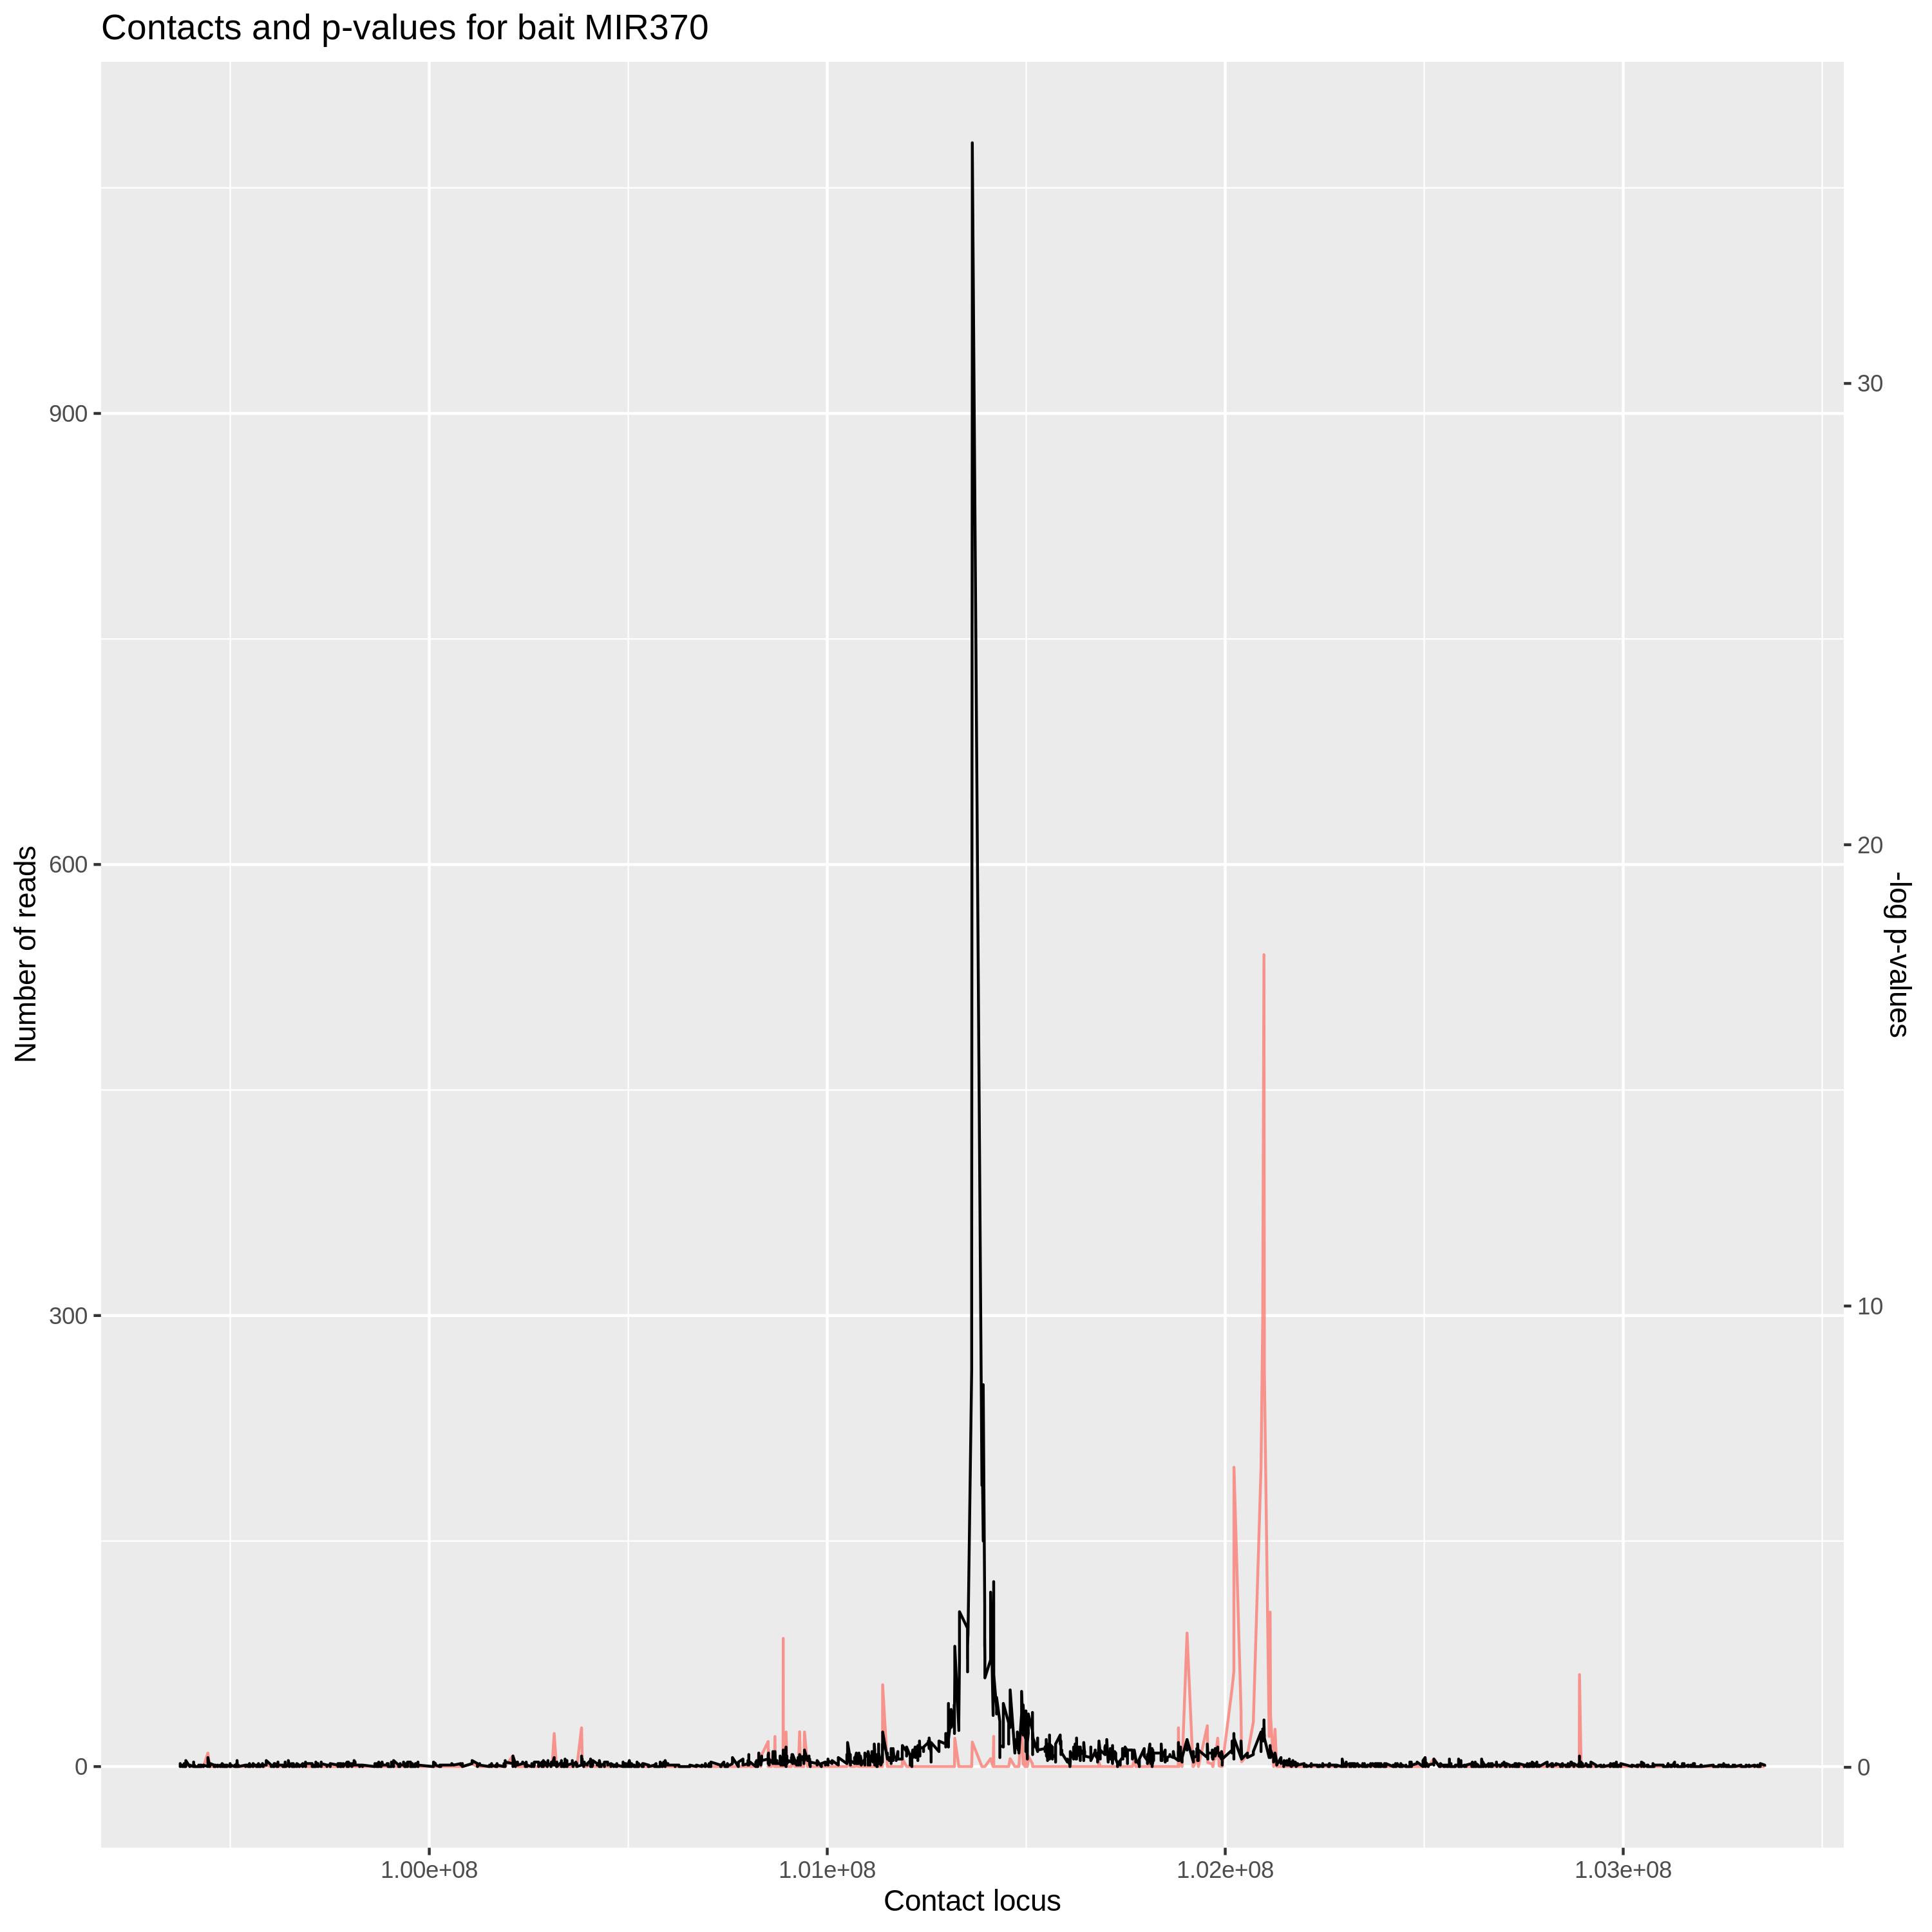 Contacts and p-values for bait MIR370
Number of reads
900
600
300
0
30
20
10
0
-log p-values
1.00e+08 1.01e+08 1.02e+08 1.03e+08
Contact locus